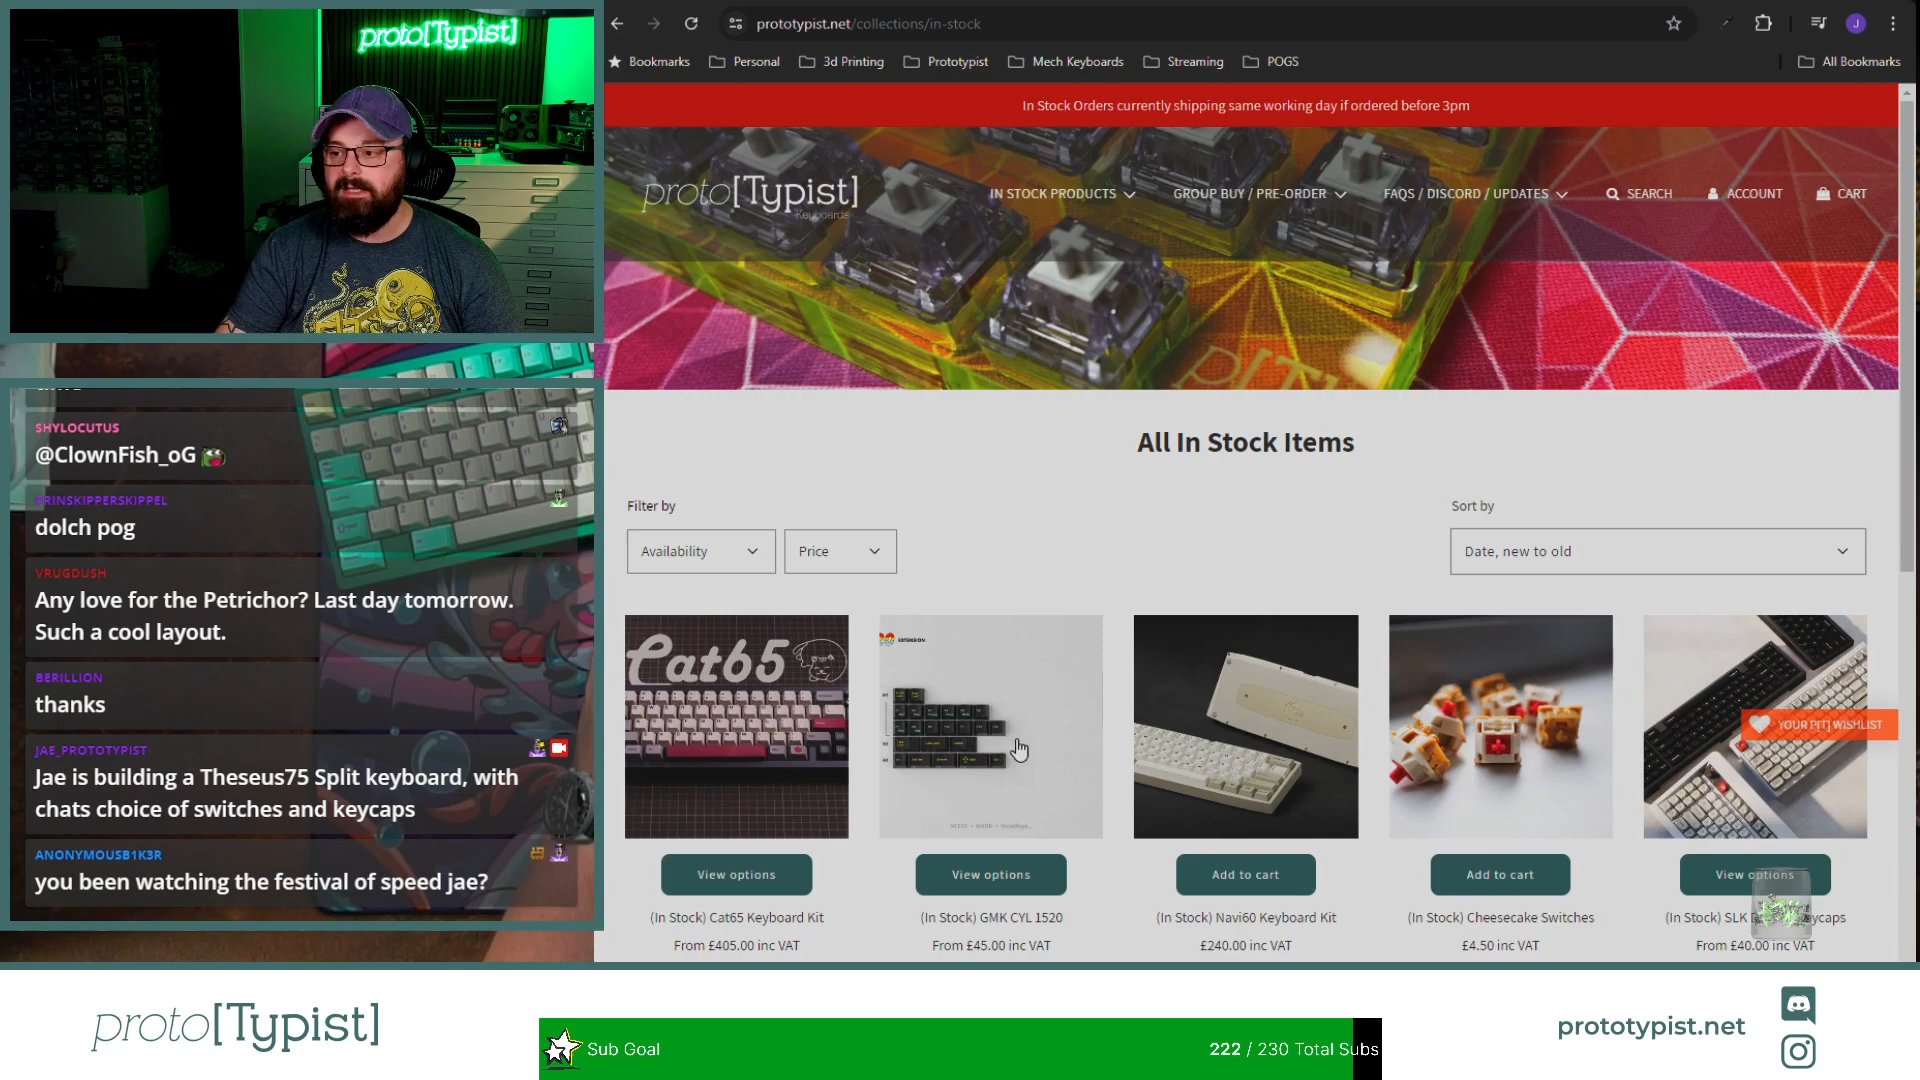 proto[Typist]
SHYLOCUTUS
@ClownFish_oG
dolch pog
VRUGDUSH
Any love for the Petrichor? Last day tomorrow.
Such a cool layout.
BERILLION
thanks
JAE_PROTOTYPIST
Jae is building a Theseus75 Split keyboard, with
chats choice of switches and keycaps
ANONYMOUSB1K3R
you been watching the festival of speed jae?
prototypist.net/collections/in-stock
Bookmarks
Personal
3d Printing
Prototypist
Mech Keyboards
Streaming
POGS
All Bookmarks
J
In Stock Orders currently shipping same working day if ordered before 3pm
proto[Typist]
Keyboards
IN STOCK PRODUCTS
GROUP BUY / PRE-ORDER
FAQS / DISCORD / UPDATES
SEARCH
ACCOUNT
CART
All In Stock Items
Filter by
Sort by
Availability
Price
Date, new to old
Cat65
EXTENSION
YOUR P[T] WISHLIST
View options
View options
Add to cart
Add to cart
View options
(In Stock) Cat65 Keyboard Kit
(In Stock) GMK CYL 1520
(In Stock) Navi60 Keyboard Kit
(In Stock) Cheesecake Switches
(In Stock) SLK
From £405.00 inc VAT
From £45.00 inc VAT
£240.00 inc VAT
£4.50 inc VAT
From £40.00 inc VAT
proto[Typist]
Sub Goal
222 / 230 Total Subs
prototypist.net